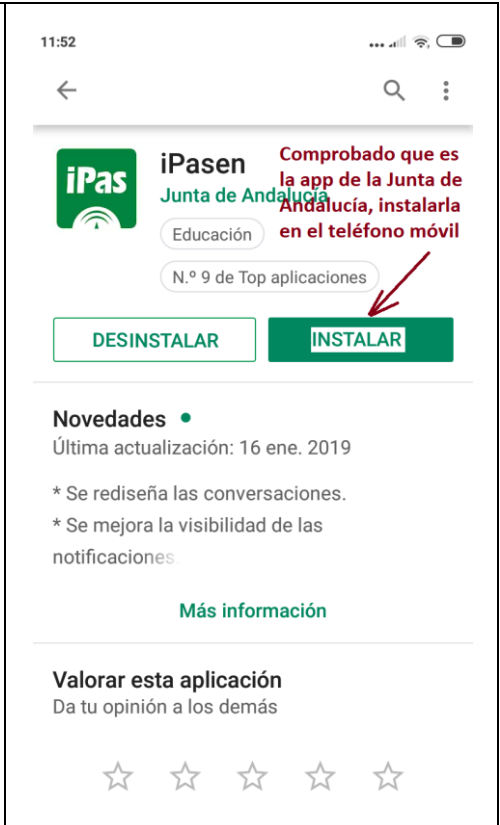 11:52
iPas
iPasen
Junta de Andalucía
Comprobado que es
la app de la Junta de
Andalucía, instalarla
en el teléfono móvil
Educación
N.º 9 de Top aplicaciones
DESINSTALAR
INSTALAR
Novedades
Última actualización: 16 ene. 2019
* Se rediseña las conversaciones.
* Se mejora la visibilidad de las
notificaciones.
Más información
Valorar esta aplicación
Da tu opinión a los demás